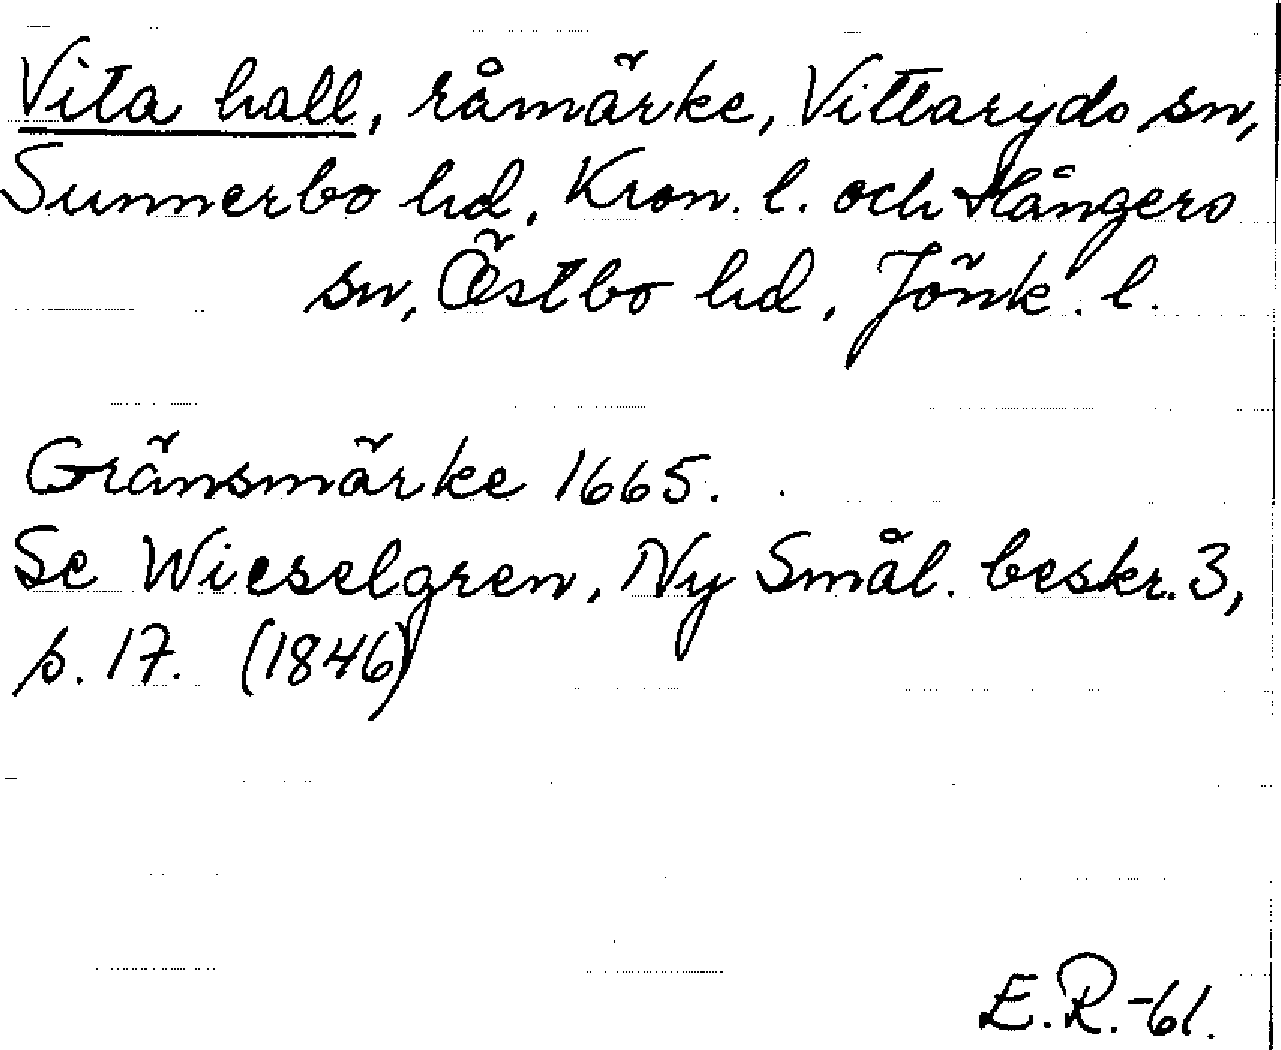 Vita hall, råmärke, Vittaryds sn,
Sunnerbo hd, Kron. l. och Hångers
sn, Östbo hd, Jönk. l.
Gränsmärke 1665.
Se Wieselgren, Ny Smål. beskr. 3,
s. 17. (1846)
E.R.-61.